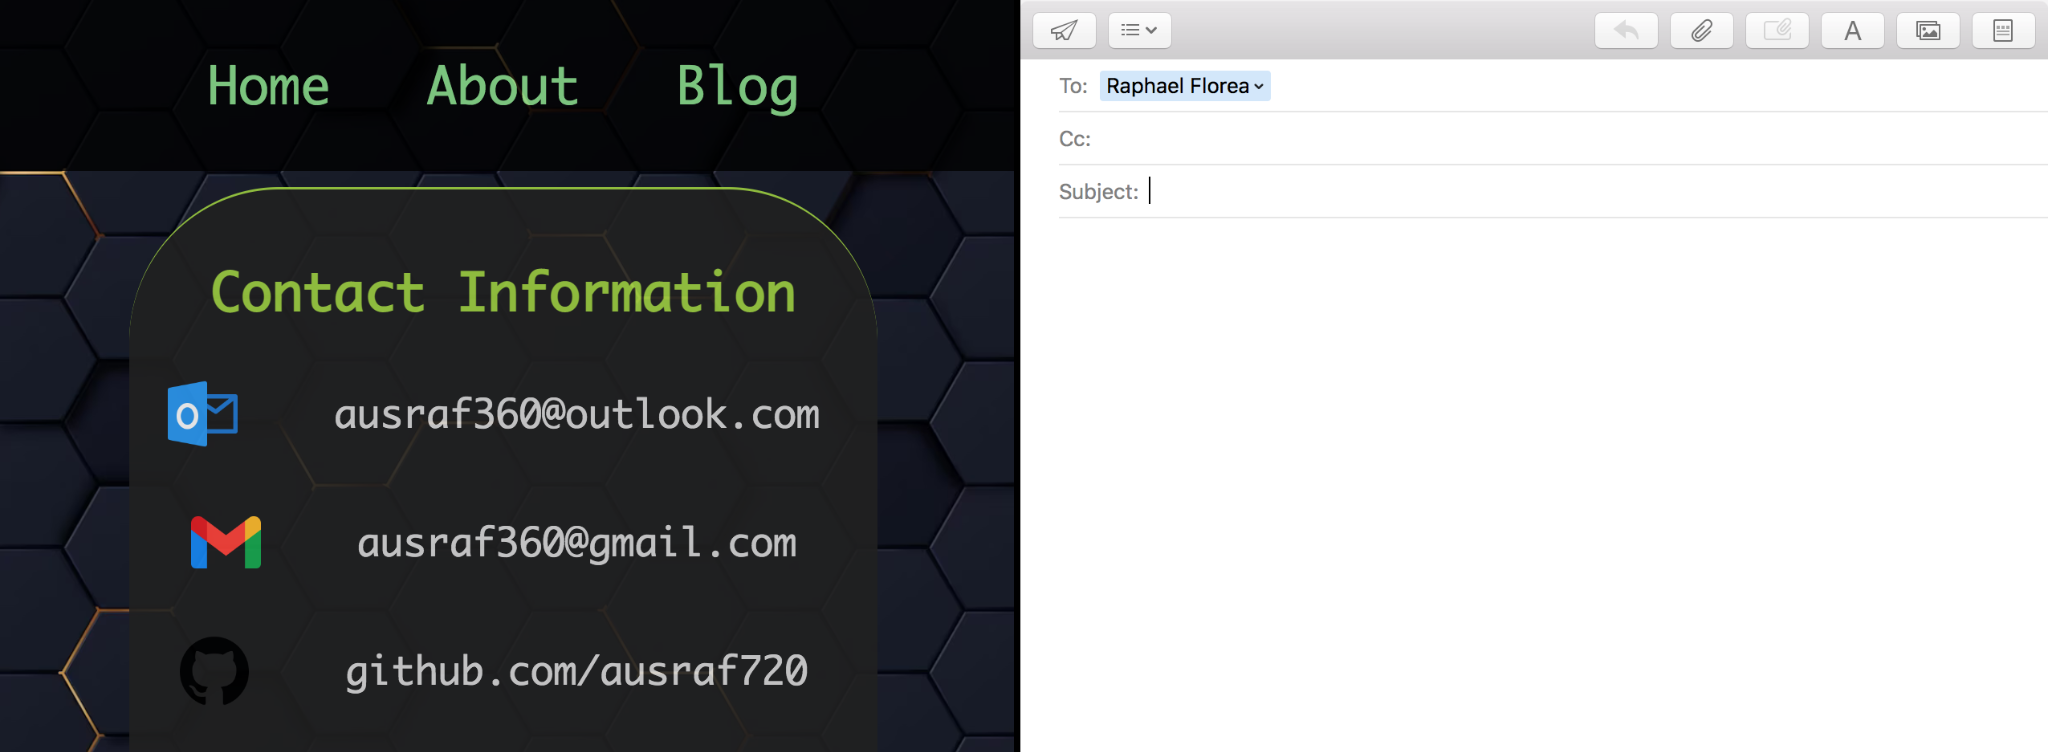 Home About Blog
Contact Information
ausraf360@outlook.com
ausraf360@gmail.com
github.com/ausraf720
To: Raphael Florea
Cc:
Subject: